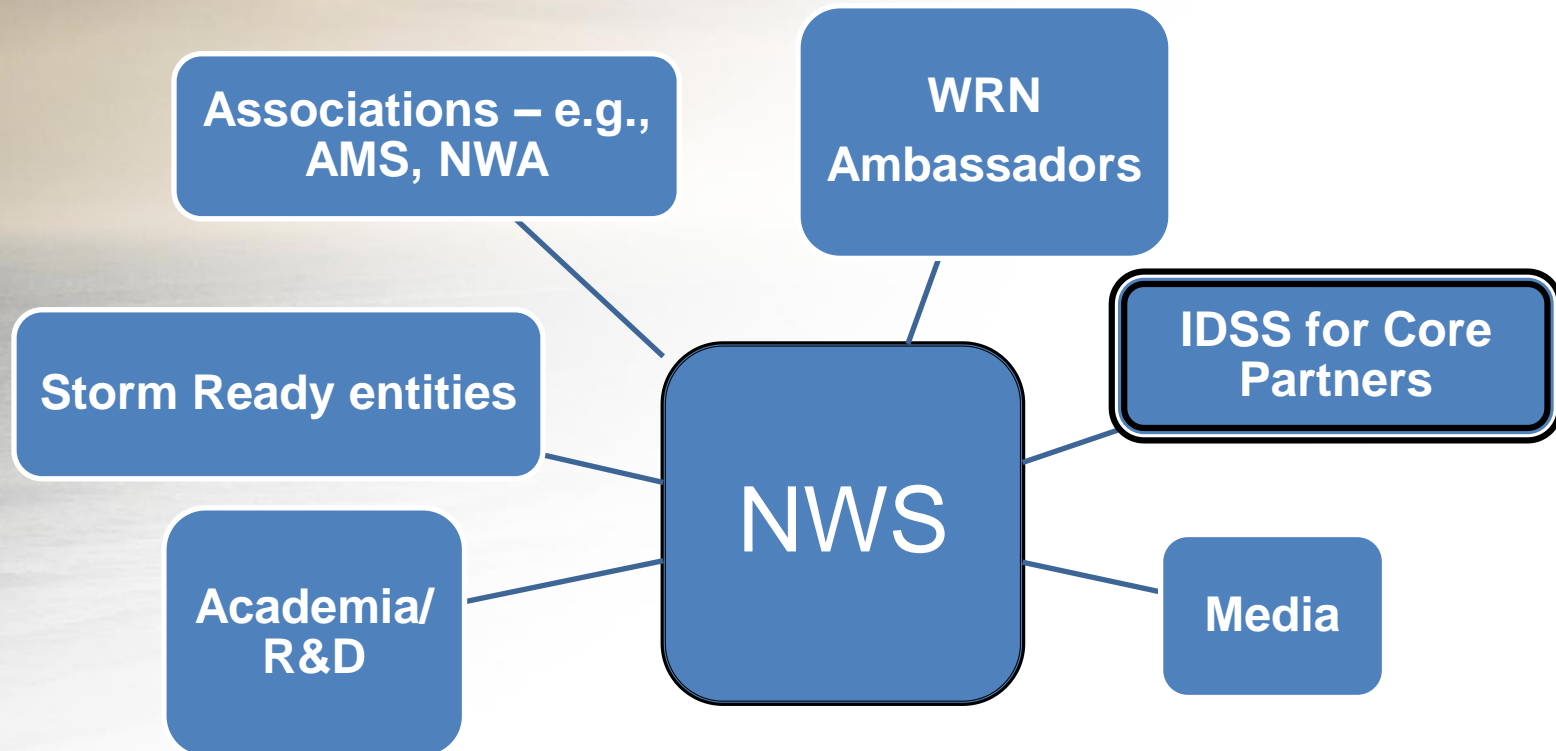 Associations – e.g.,
AMS, NWA
WRN
Ambassadors
IDSS for Core
Partners
Storm Ready entities
NWS
Academia/
R&D
Media